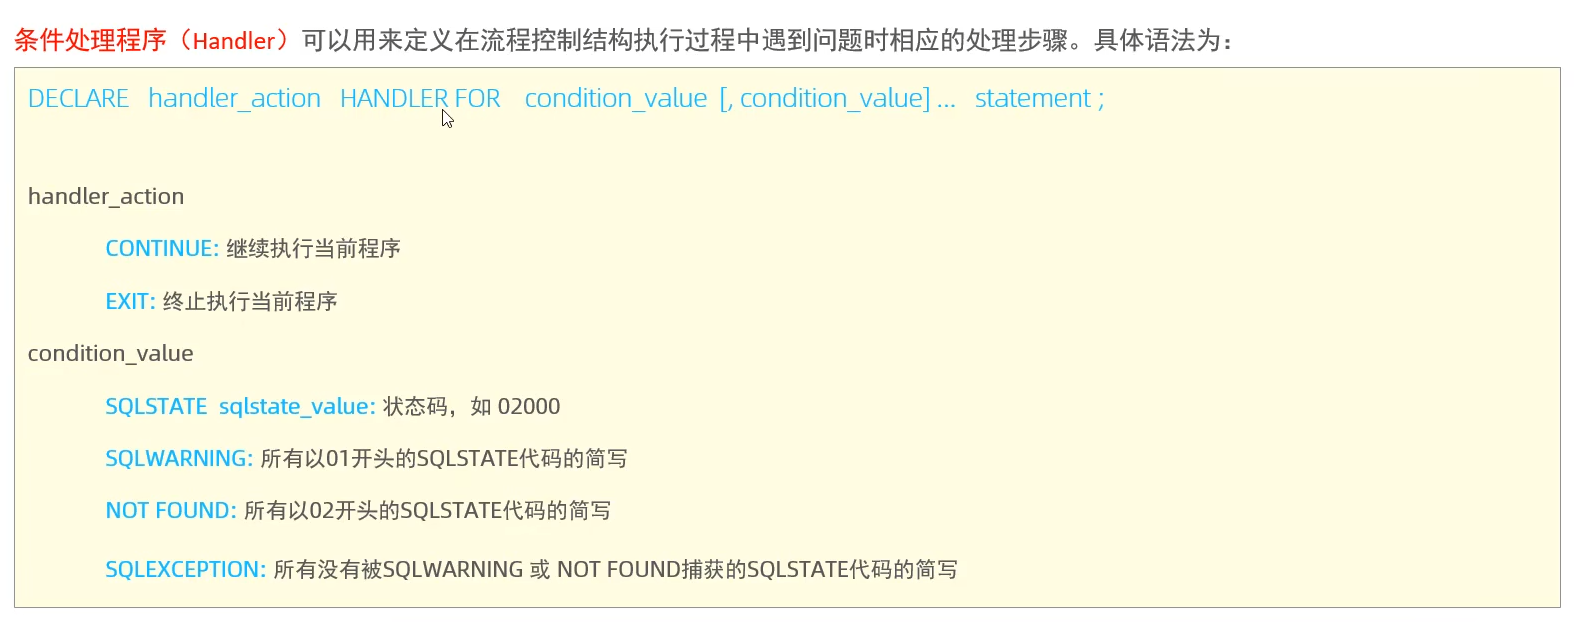 条件处理程序（Handler）可以用来定义在流程控制结构执行过程中遇到问题时相应的处理步骤。具体语法为：
DECLARE handler_action HANDLER FOR condition_value [, condition_value] ... statement ;
handler_action
CONTINUE: 继续执行当前程序
EXIT: 终止执行当前程序
condition_value
SQLSTATE sqlstate_value: 状态码，如 02000
SQLWARNING: 所有以01开头的SQLSTATE代码的简写
NOT FOUND: 所有以02开头的SQLSTATE代码的简写
SQLEXCEPTION: 所有没有被SQLWARNING 或 NOT FOUND捕获的SQLSTATE代码的简写